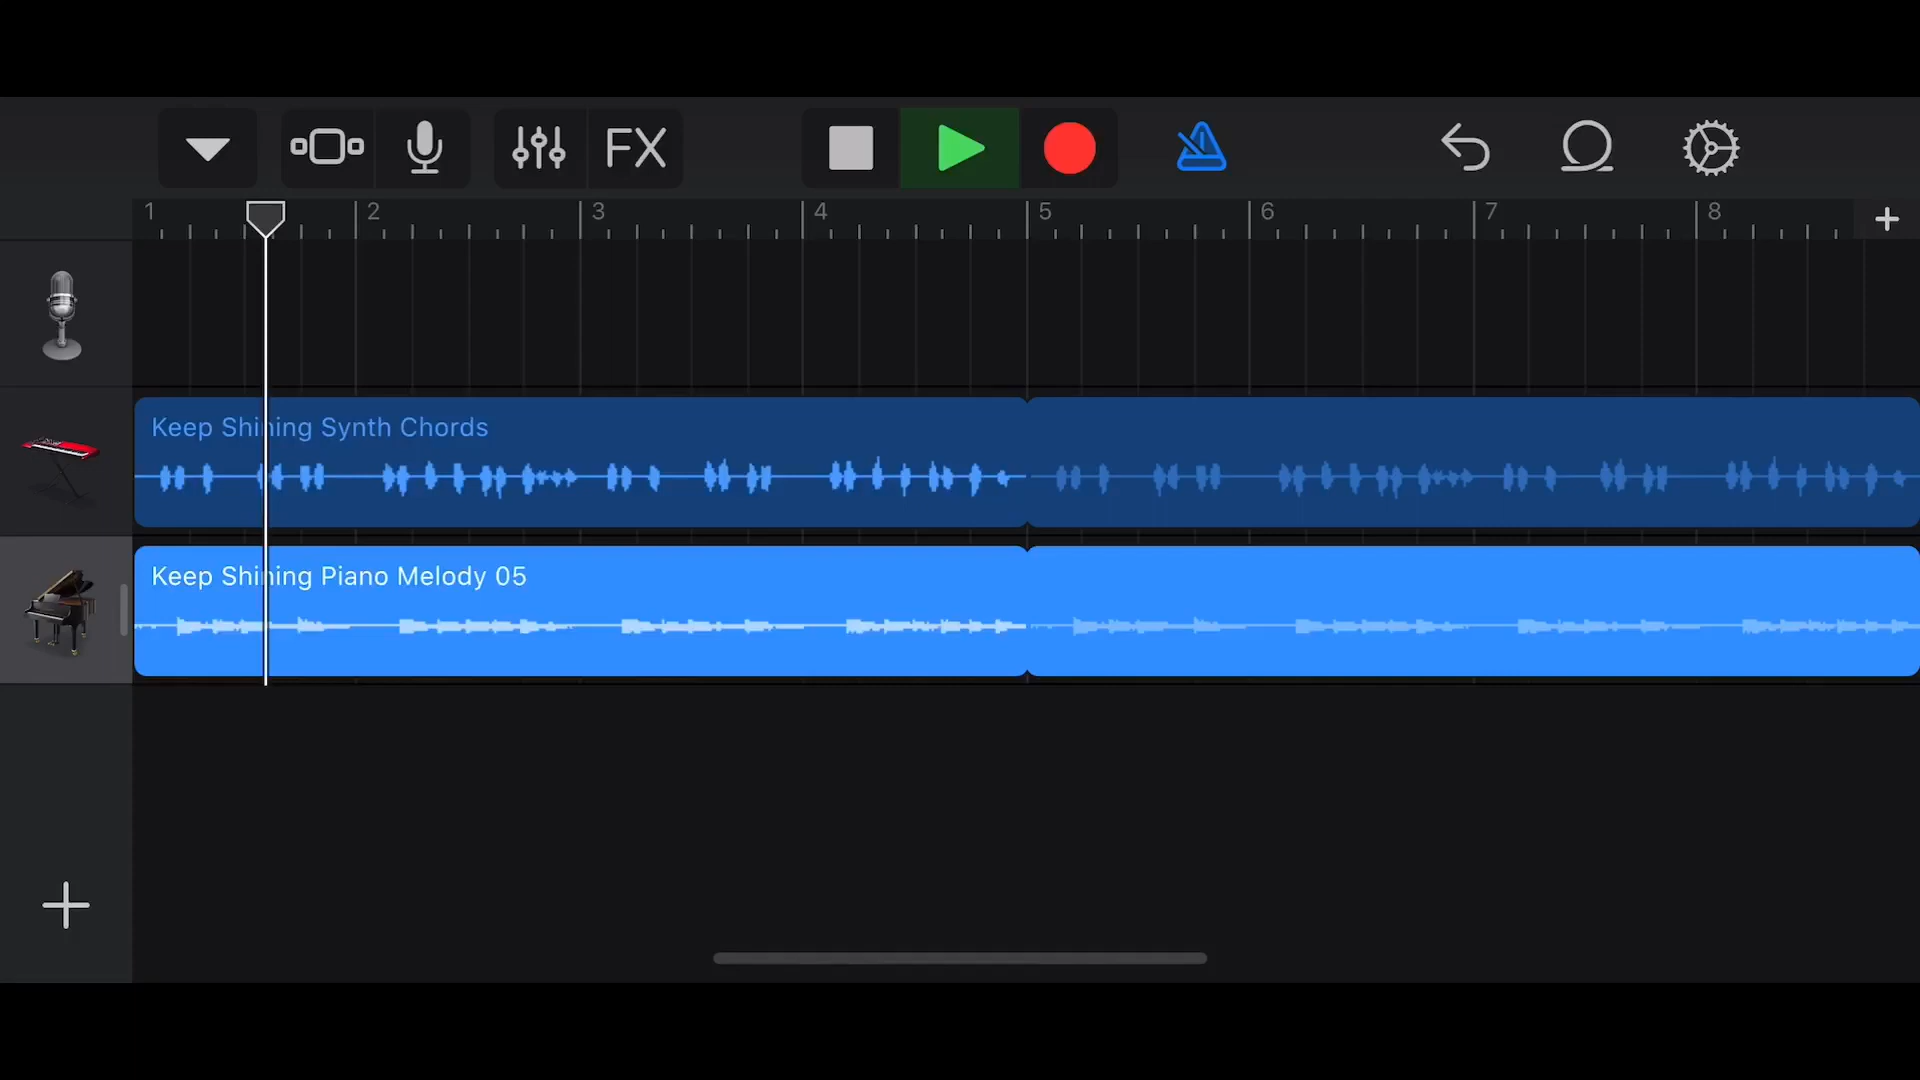 FX
1 2 3 4 5 6 7 8
Keep Shining Synth Chords
Keep Shining Piano Melody 05